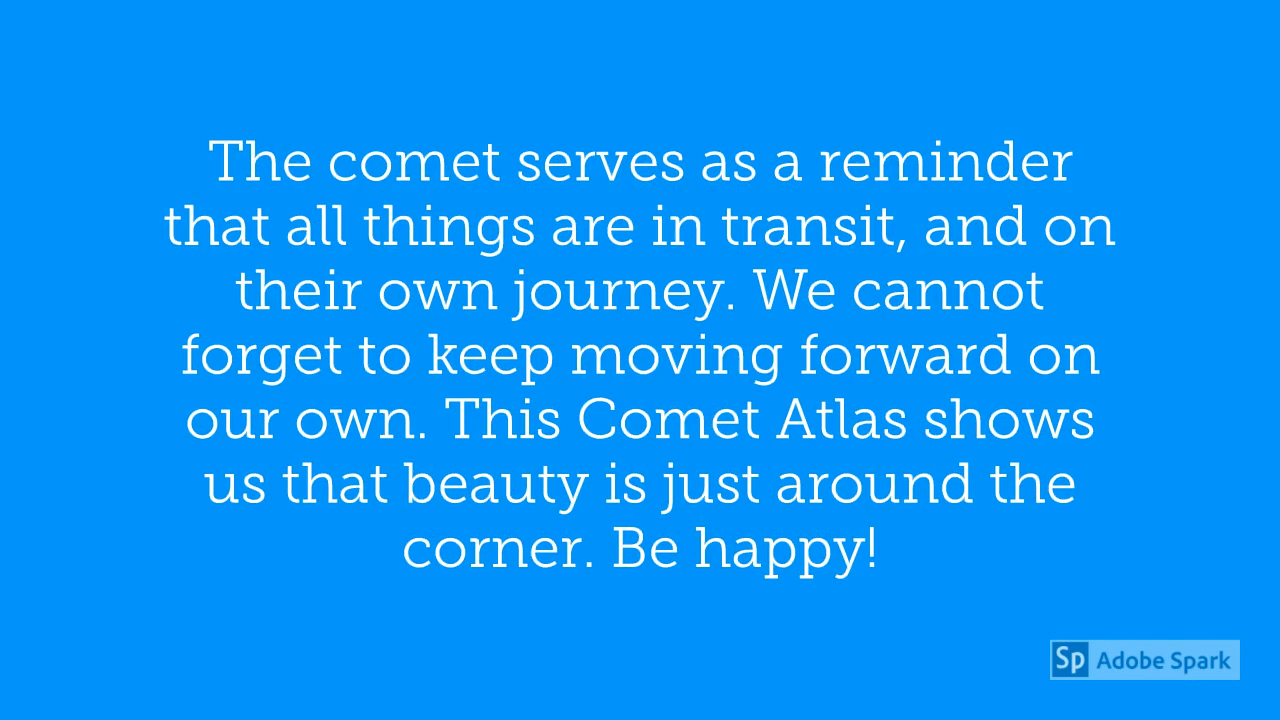 The comet serves as a reminder
that all things are in transit, and on
their own journey. We cannot
forget to keep moving forward on
our own. This Comet Atlas shows
us that beauty is just around the
corner. Be happy!
Sp Adobe Spark